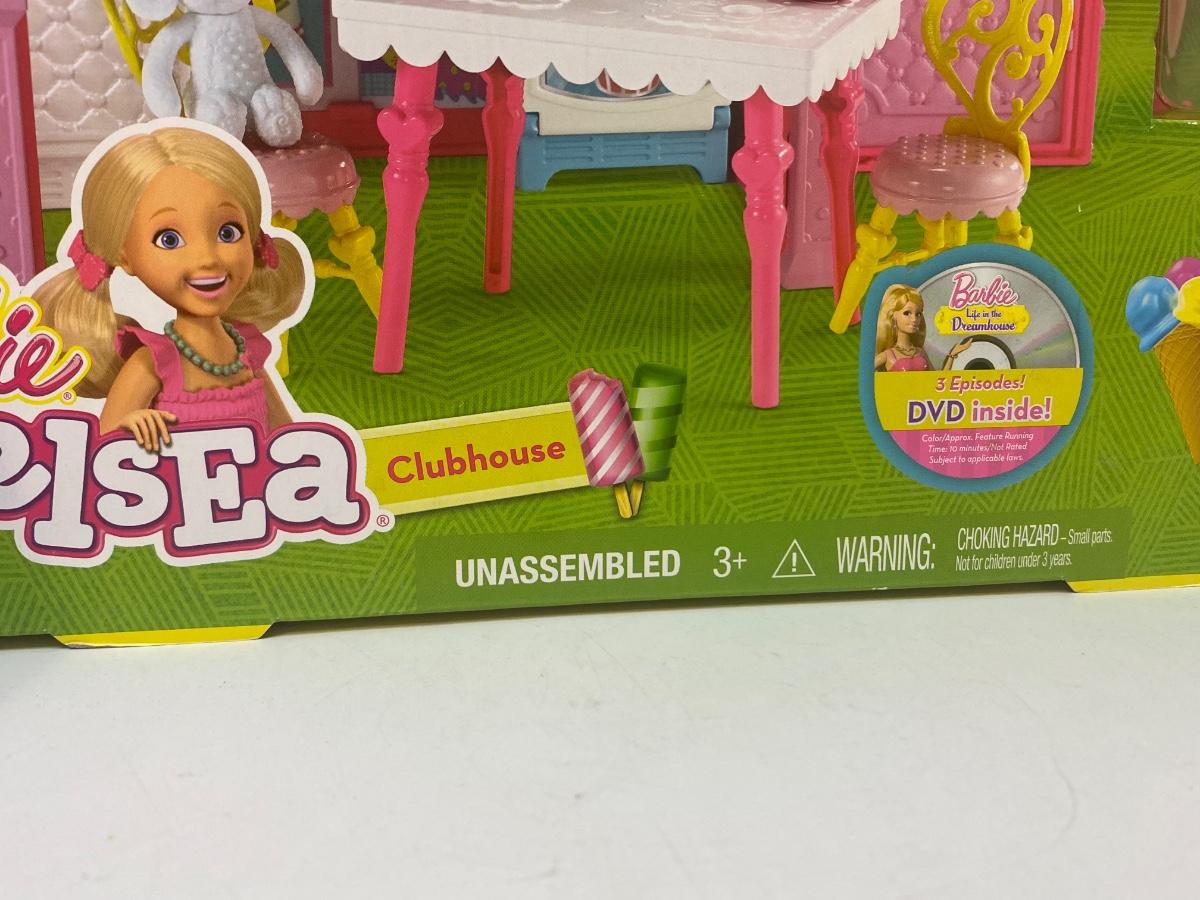 Barbie
Life in the
Dreamhouse
3 Episodes!
DVD inside!
Color/Approx. Feature Running
Time: 10 minutes/Not Rated
Subject to applicable laws.
ie®
elsea®
Clubhouse
UNASSEMBLED 3+ ⚠ WARNING: CHOKING HAZARD – Small parts.
Not for children under 3 years.